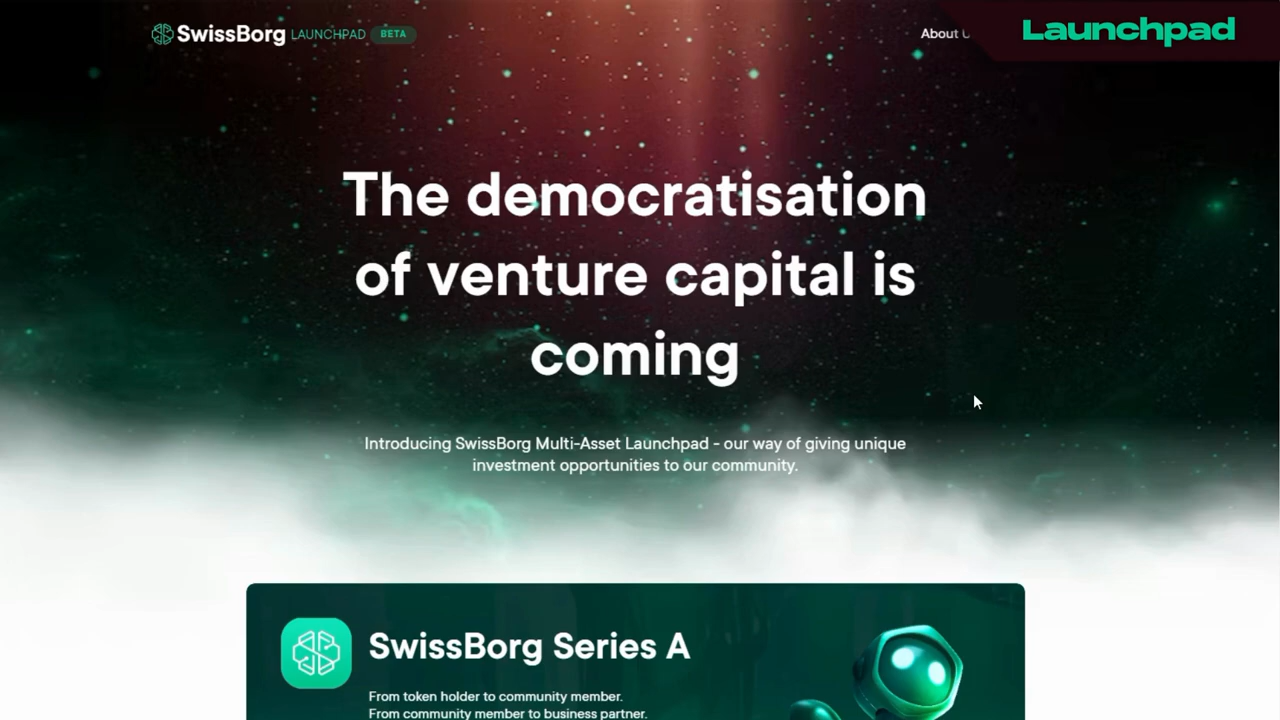 SwissBorg LAUNCHPAD BETA
About
Launchpad
The democratisation
of venture capital is
coming
Introducing SwissBorg Multi-Asset Launchpad - our way of giving unique
investment opportunities to our community.
SwissBorg Series A
From token holder to community member.
From community member to business partner.